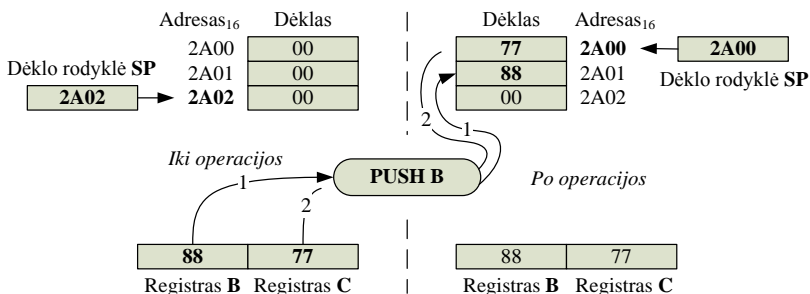 Adresas₁₆ Dėklas Dėklas Adresas₁₆
2A00 00 77 2A00 2A00
Dėklo rodyklė SP 2A01 00 88 2A01 Dėklo rodyklė SP
2A02 2A02 00 00 2A02
2 1
Iki operacijos
1 PUSH B Po operacijos
2
88 77 88 77
Registras B Registras C Registras B Registras C